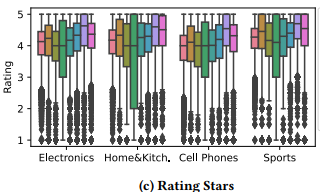 5
4
3
2
1
Rating
Electronics Home&Kitch. Cell Phones Sports
(c) Rating Stars